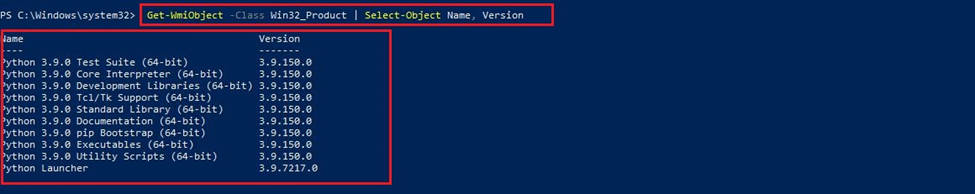 PS C:\Windows\system32> Get-WmiObject -Class Win32_Product | Select-Object Name, Version
Name Version
---- -------
Python 3.9.0 Test Suite (64-bit) 3.9.150.0
Python 3.9.0 Core Interpreter (64-bit) 3.9.150.0
Python 3.9.0 Development Libraries (64-bit) 3.9.150.0
Python 3.9.0 Tcl/Tk Support (64-bit) 3.9.150.0
Python 3.9.0 Standard Library (64-bit) 3.9.150.0
Python 3.9.0 Documentation (64-bit) 3.9.150.0
Python 3.9.0 pip Bootstrap (64-bit) 3.9.150.0
Python 3.9.0 Executables (64-bit) 3.9.150.0
Python 3.9.0 Utility Scripts (64-bit) 3.9.150.0
Python Launcher 3.9.7217.0